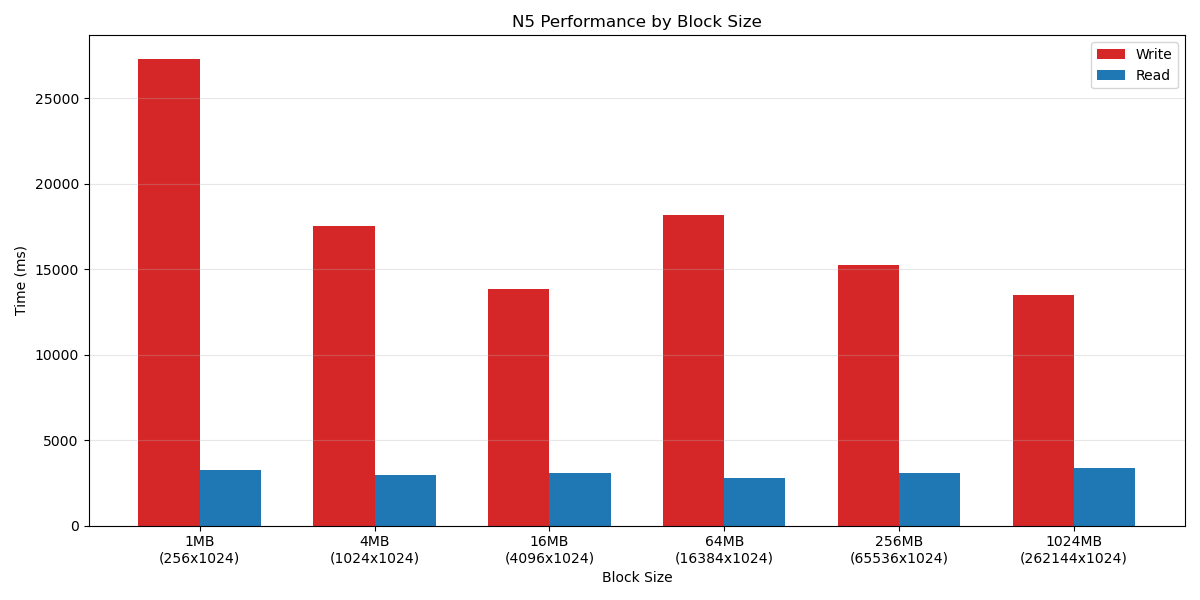 N5 Performance by Block Size
Write
Read
Time (ms)
25000
20000
15000
10000
5000
0
1MB
(256x1024)
4MB
(1024x1024)
16MB
(4096x1024)
64MB
(16384x1024)
256MB
(65536x1024)
1024MB
(262144x1024)
Block Size